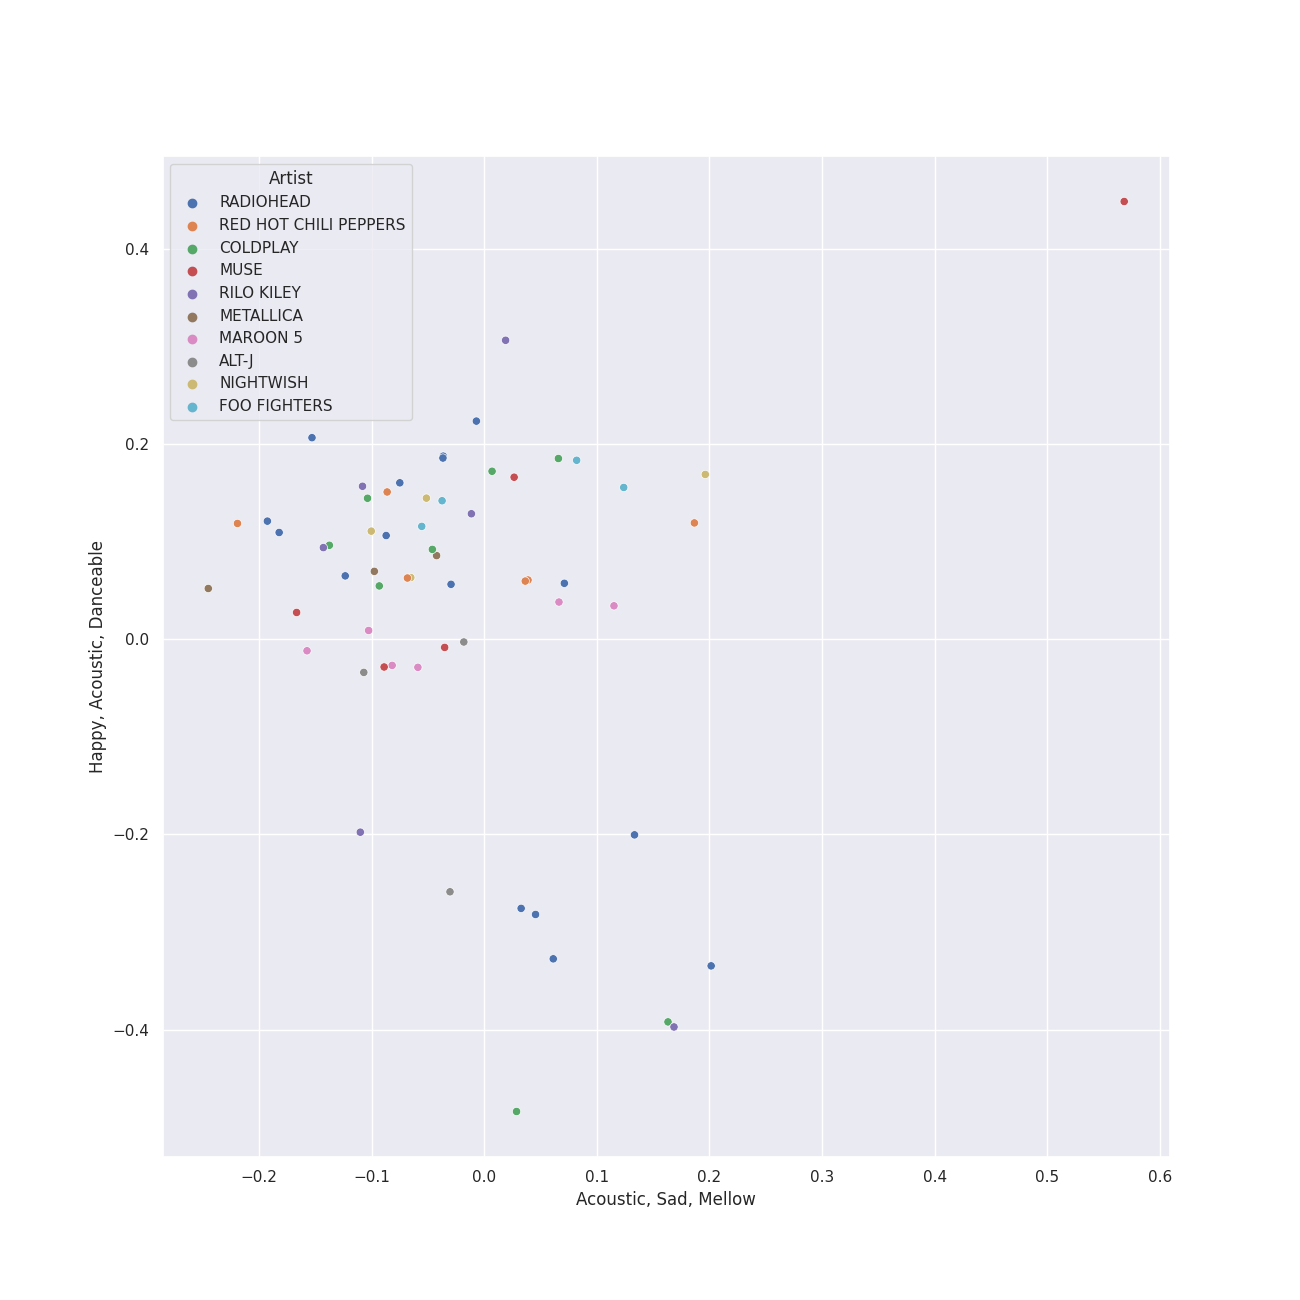 Artist
RADIOHEAD
RED HOT CHILI PEPPERS
COLDPLAY
MUSE
RILO KILEY
METALLICA
MAROON 5
ALT-J
NIGHTWISH
FOO FIGHTERS
0.4
0.2
0.0
−0.2
−0.4
Happy, Acoustic, Danceable
−0.2 −0.1 0.0 0.1 0.2 0.3 0.4 0.5 0.6
Acoustic, Sad, Mellow